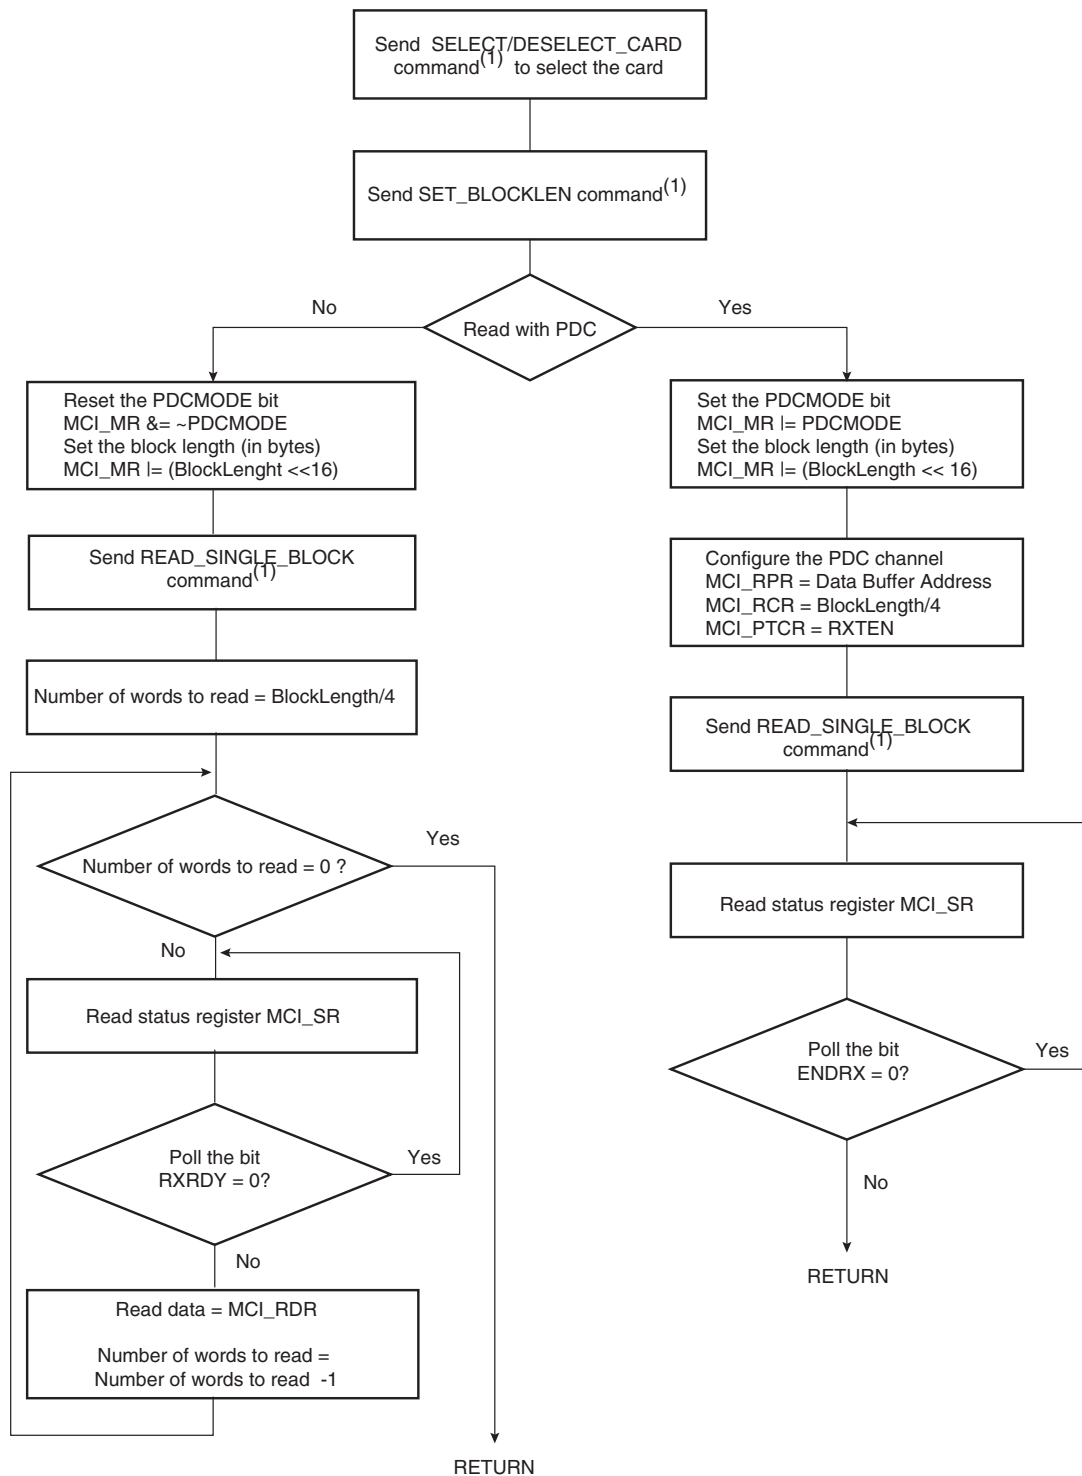 Send SELECT/DESELECT_CARD
command(1) to select the card
Send SET_BLOCKLEN command(1)
No
Yes
Read with PDC
Reset the PDCMODE bit
MCI_MR &= ~PDCMODE
Set the block length (in bytes)
MCI_MR |= (BlockLenght <<16)
Send READ_SINGLE_BLOCK
command(1)
Number of words to read = BlockLength/4
Number of words to read = 0 ?
Yes
No
Read status register MCI_SR
Poll the bit
RXRDY = 0?
Yes
No
Read data = MCI_RDR
Number of words to read =
Number of words to read -1
RETURN
Set the PDCMODE bit
MCI_MR |= PDCMODE
Set the block length (in bytes)
MCI_MR |= (BlockLength << 16)
Configure the PDC channel
MCI_RPR = Data Buffer Address
MCI_RCR = BlockLength/4
MCI_PTCR = RXTEN
Send READ_SINGLE_BLOCK
command(1)
Read status register MCI_SR
Poll the bit
ENDRX = 0?
Yes
No
RETURN